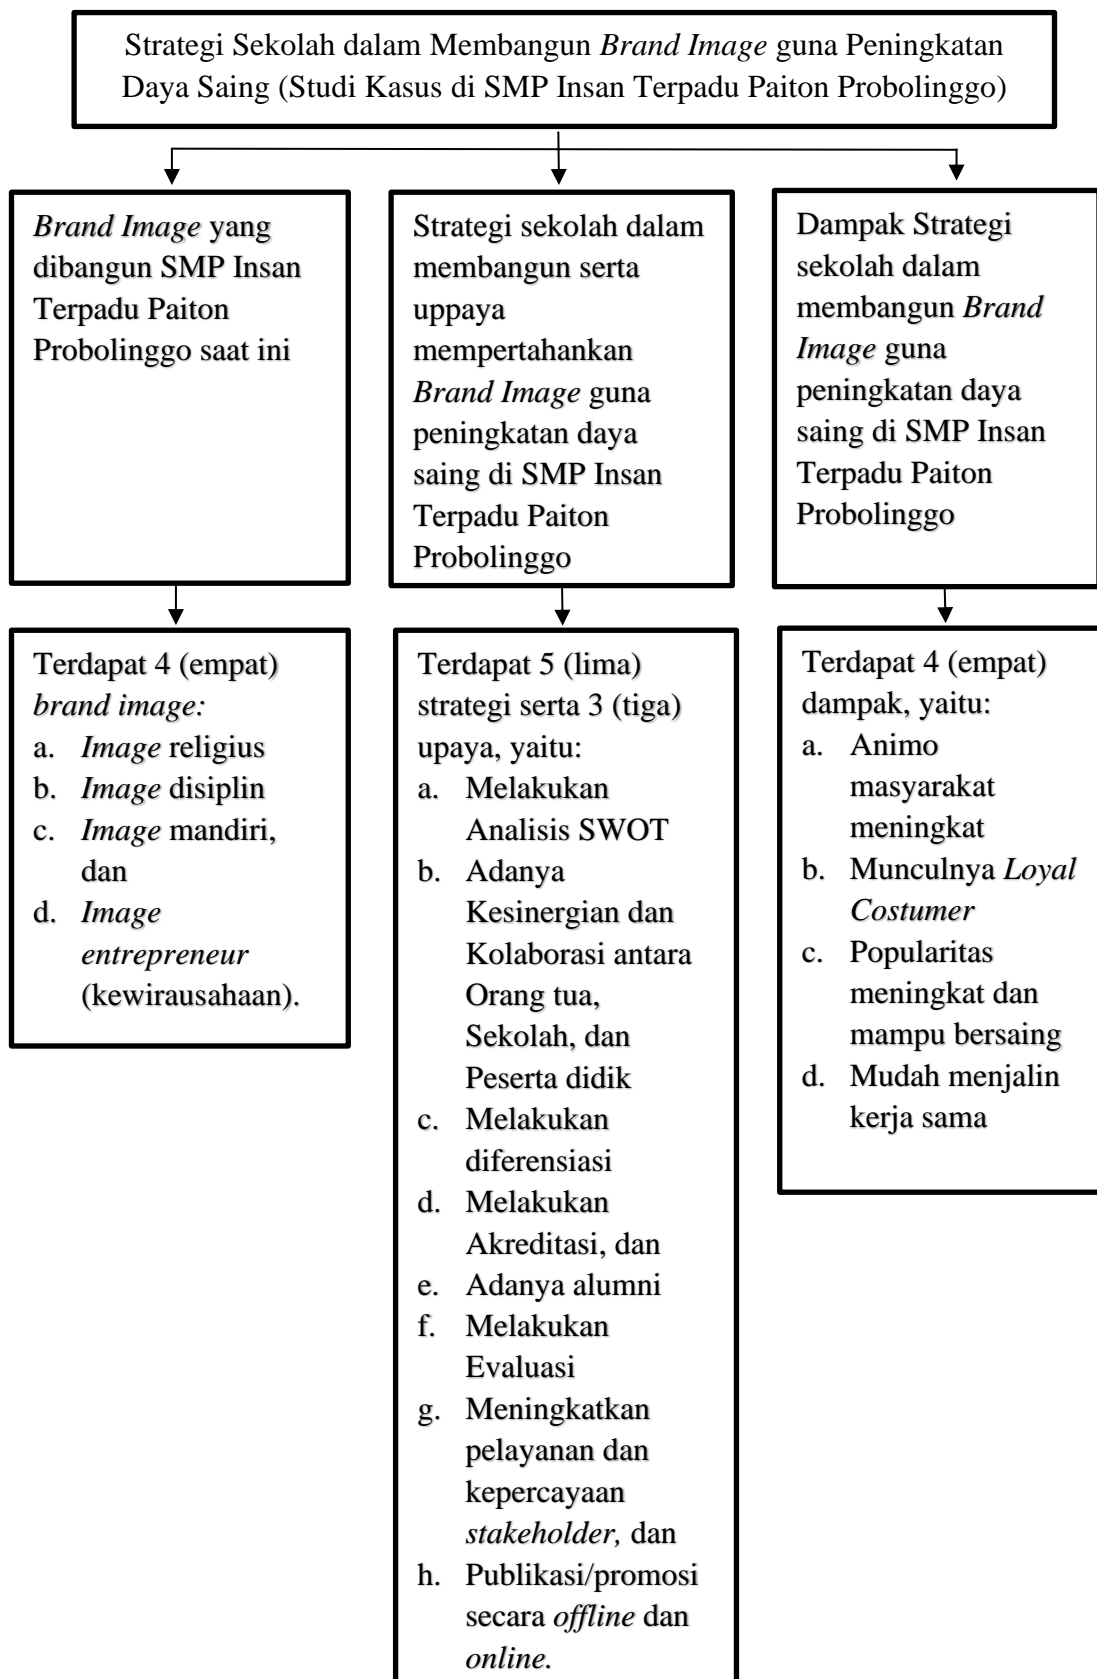 Strategi Sekolah dalam Membangun Brand Image guna Peningkatan
Daya Saing (Studi Kasus di SMP Insan Terpadu Paiton Probolinggo)
Brand Image yang
dibangun SMP Insan
Terpadu Paiton
Probolinggo saat ini
Strategi sekolah dalam
membangun serta
uppaya
mempertahankan
Brand Image guna
peningkatan daya
saing di SMP Insan
Terpadu Paiton
Probolinggo
Dampak Strategi
sekolah dalam
membangun Brand
Image guna
peningkatan daya
saing di SMP Insan
Terpadu Paiton
Probolinggo
Terdapat 4 (empat)
brand image:
a. Image religius
b. Image disiplin
c. Image mandiri,
dan
d. Image
entrepreneur
(kewirausahaan).
Terdapat 5 (lima)
strategi serta 3 (tiga)
upaya, yaitu:
a. Melakukan
Analisis SWOT
b. Adanya
Kesinergian dan
Kolaborasi antara
Orang tua,
Sekolah, dan
Peserta didik
c. Melakukan
diferensiasi
d. Melakukan
Akreditasi, dan
e. Adanya alumni
f. Melakukan
Evaluasi
g. Meningkatkan
pelayanan dan
kepercayaan
stakeholder, dan
h. Publikasi/promosi
secara offline dan
online.
Terdapat 4 (empat)
dampak, yaitu:
a. Animo
masyarakat
meningkat
b. Munculnya Loyal
Costumer
c. Popularitas
meningkat dan
mampu bersaing
d. Mudah menjalin
kerja sama